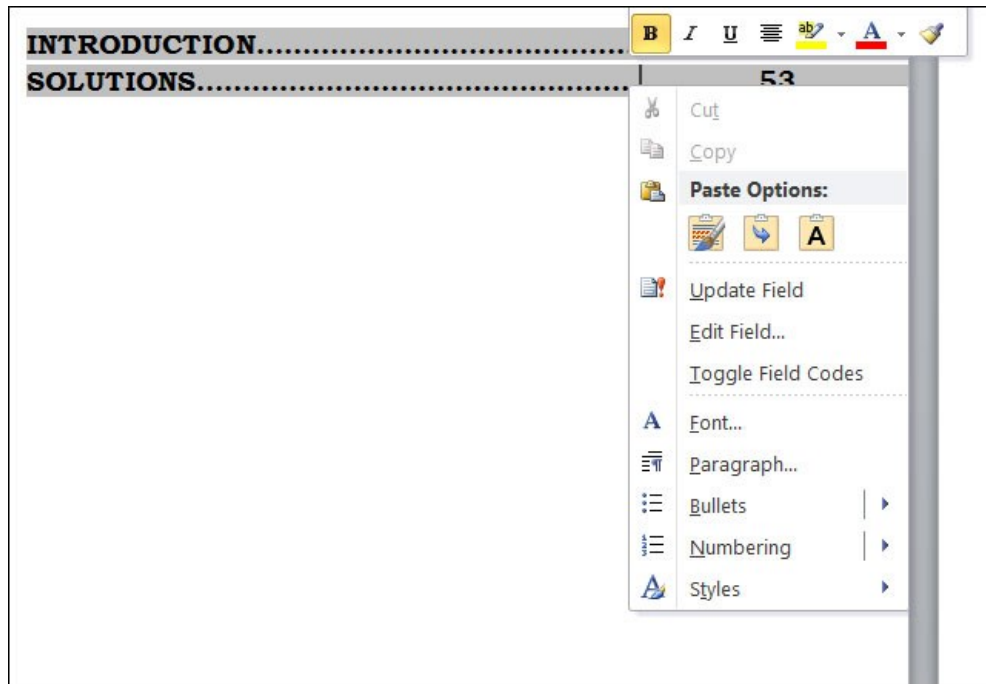 INTRODUCTION........................................
B I U ab A
SOLUTIONS............................................. 53
Cut
Copy
Paste Options:
A
Update Field
Edit Field...
Toggle Field Codes
A Font...
Paragraph...
Bullets
Numbering
Styles